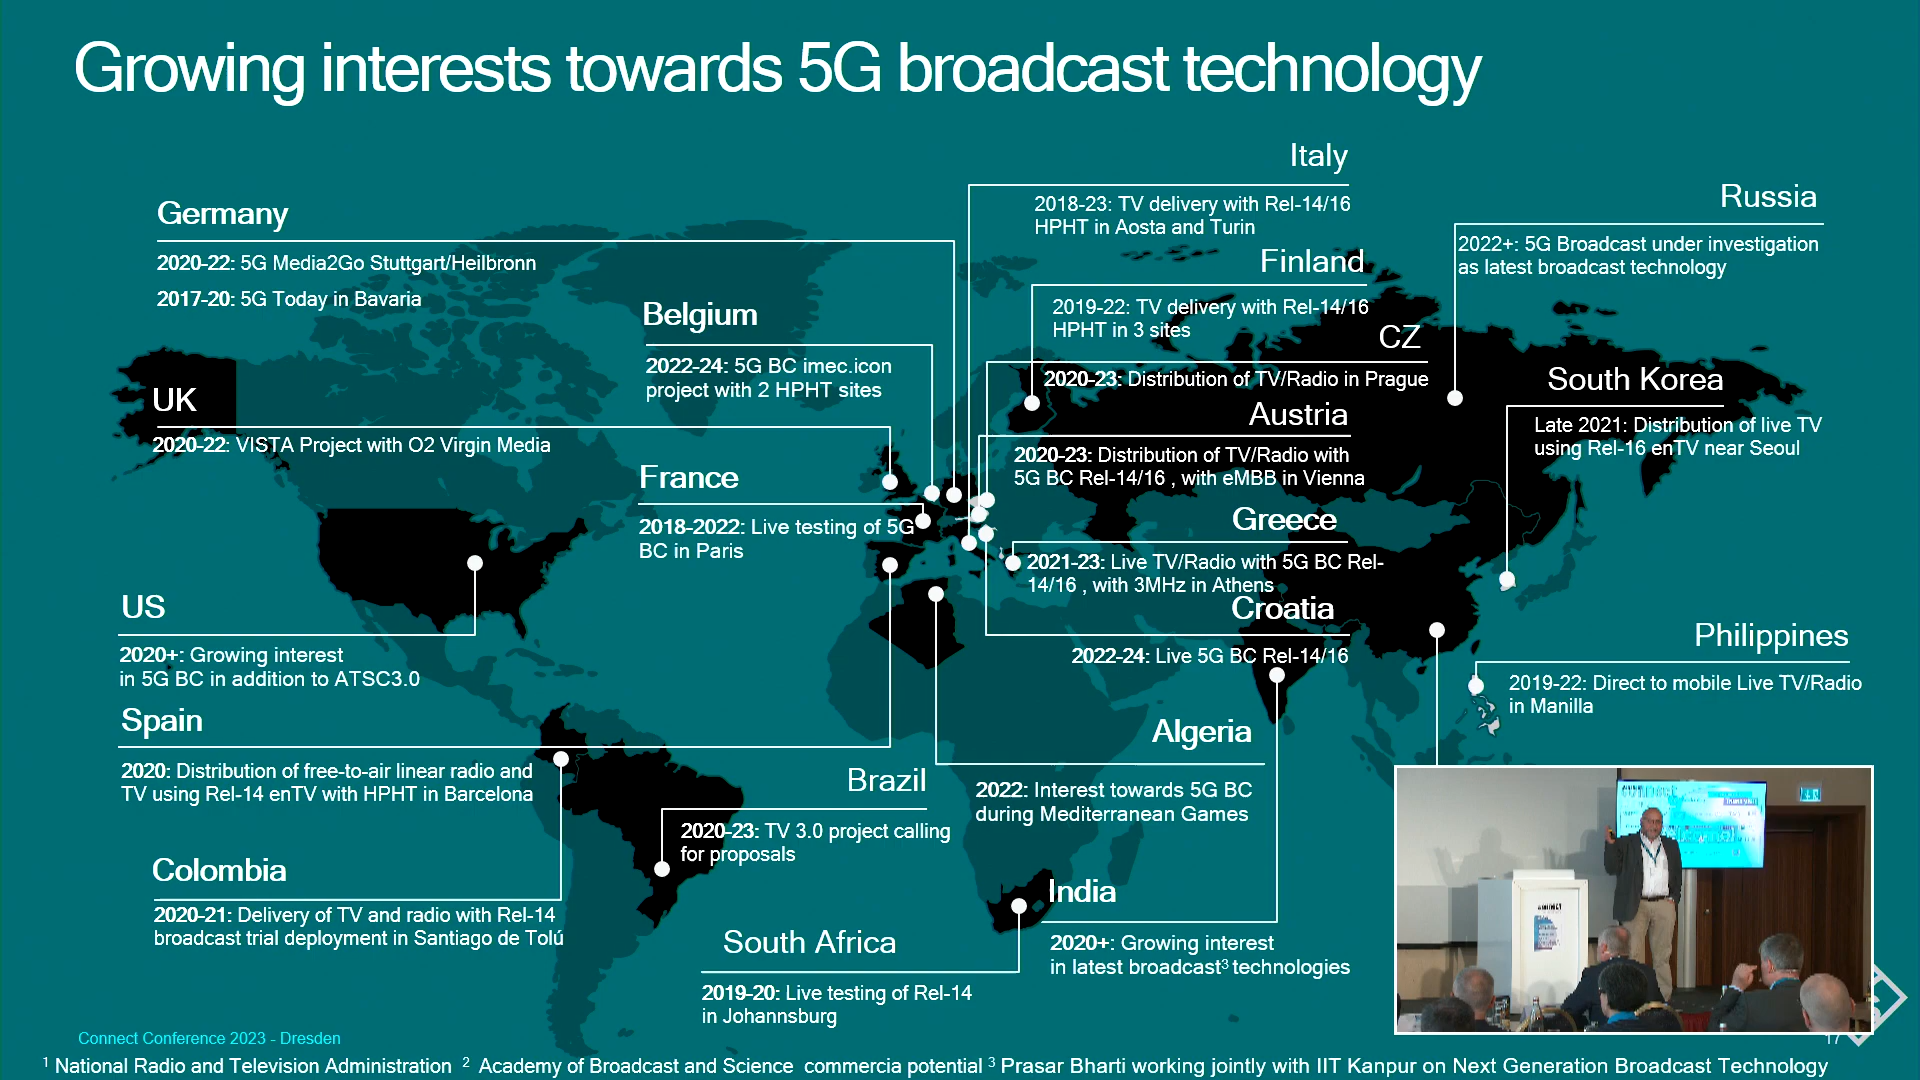 Growing interests towards 5G broadcast technology
Italy
2018-23: TV delivery with Rel-14/16
HPHT in Aosta and Turin
Russia
2022+: 5G Broadcast under investigation
as latest broadcast technology
Germany
2020-22: 5G Media2Go Stuttgart/Heilbronn
2017-20: 5G Today in Bavaria
Finland
2019-22: TV delivery with Rel-14/16
HPHT in 3 sites
Belgium
2022-24: 5G BC imec.icon
project with 2 HPHT sites
CZ
2020-23: Distribution of TV/Radio in Prague
South Korea
Late 2021: Distribution of live TV
using Rel-16 enTV near Seoul
UK
2020-22: VISTA Project with O2 Virgin Media
Austria
2020-23: Distribution of TV/Radio with
5G BC Rel-14/16 , with eMBB in Vienna
France
2018-2022: Live testing of 5G
BC in Paris
Greece
2021-23: Live TV/Radio with 5G BC Rel-
14/16 , with 3MHz in Athens
US
2020+: Growing interest
in 5G BC in addition to ATSC3.0
Croatia
2022-24: Live 5G BC Rel-14/16
Philippines
2019-22: Direct to mobile Live TV/Radio
in Manilla
Spain
2020: Distribution of free-to-air linear radio and
TV using Rel-14 enTV with HPHT in Barcelona
Algeria
2022: Interest towards 5G BC
during Mediterranean Games
Brazil
2020-23: TV 3.0 project calling
for proposals
Colombia
2020-21: Delivery of TV and radio with Rel-14
broadcast trial deployment in Santiago de Tolú
India
2020+: Growing interest
in latest broadcast3 technologies
South Africa
2019-20: Live testing of Rel-14
in Johannsburg
Connect Conference 2023 - Dresden
17
1 National Radio and Television Administration 2 Academy of Broadcast and Science commercia potential 3 Prasar Bharti working jointly with IIT Kanpur on Next Generation Broadcast Technology